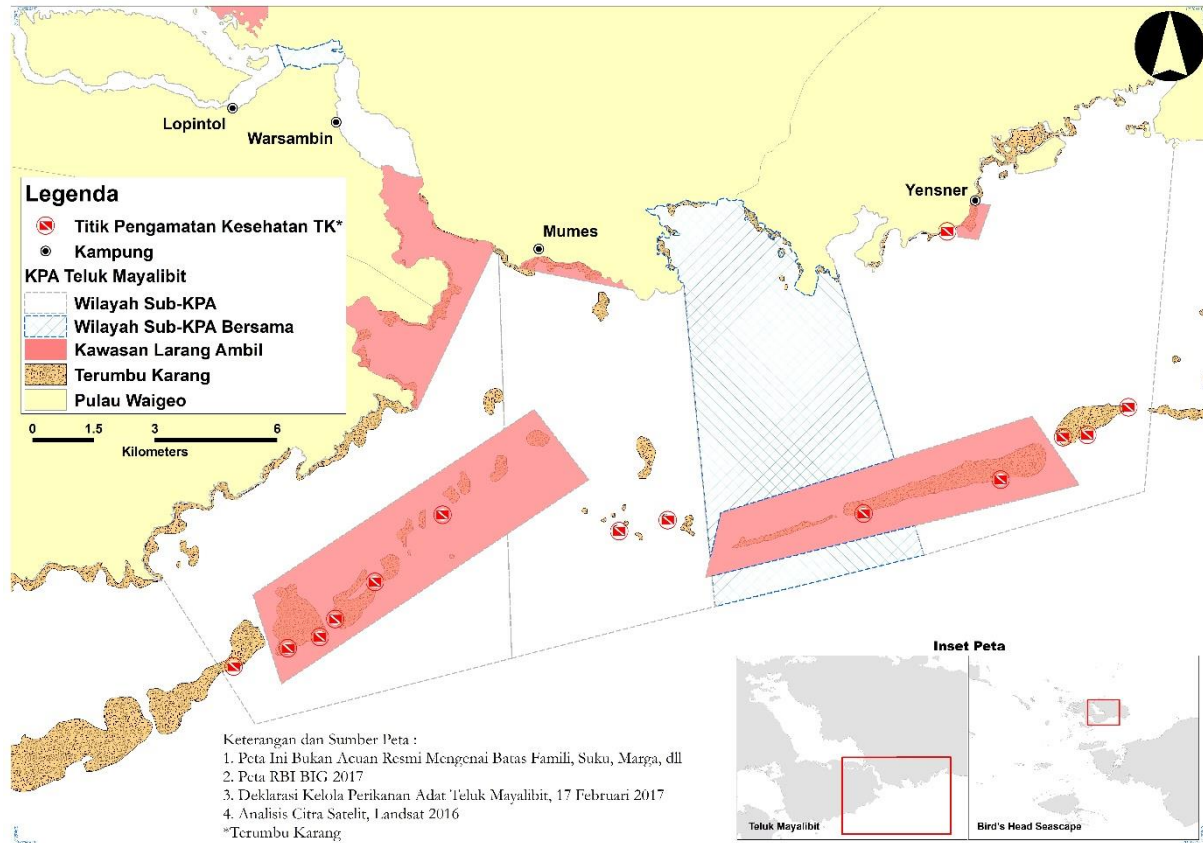 Lopintol
Warsambin
Yensner
Mumes
Legenda
Titik Pengamatan Kesehatan TK*
Kampung
KPA Teluk Mayalibit
Wilayah Sub-KPA
Wilayah Sub-KPA Bersama
Kawasan Larang Ambil
Terumbu Karang
Pulau Waigeo
0 1.5 3 6
Kilometers
Keterangan dan Sumber Peta :
1. Peta Ini Bukan Acuan Resmi Mengenai Batas Famili, Suku, Marga, dll
2. Peta RBI BIG 2017
3. Deklarasi Kelola Perikanan Adat Teluk Mayalibit, 17 Februari 2017
4. Analisis Citra Satelit, Landsat 2016
*Terumbu Karang
Inset Peta
Teluk Mayalibit
Bird's Head Seascape